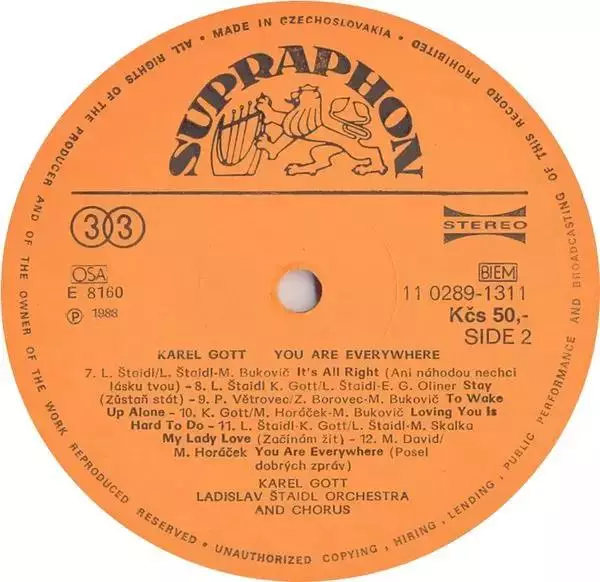 MADE IN CZECHOSLOVAKIA • ALL RIGHTS OF THE PRODUCER AND OF THE OWNER OF THE WORK REPRODUCED RESERVED • UNAUTHORIZED COPYING, HIRING, LENDING, PUBLIC PERFORMANCE AND BROADCASTING OF THIS RECORD PROHIBITED •
SUPRAPHON
33
STEREO
OSA
E 8160
℗ 1988
BIEM
11 0289-1311
Kčs 50,-
SIDE 2
KAREL GOTT YOU ARE EVERYWHERE
7. L. Štaidl/L. Štaidl-M. Bukovič It's All Right (Ani náhodou nechci
lásku tvou) - 8. L. Štaidl K. Gott/L. Štaidl-E. G. Oliner Stay
(Zůstaň stát) - 9. P. Větrovec/Z. Borovec-M. Bukovič To Wake
Up Alone - 10. K. Gott/M. Horáček-M. Bukovič Loving You Is
Hard To Do - 11. L. Štaidl-K. Gott/L. Štaidl-M. Skalka
My Lady Love (Začínám žít) - 12. M. David/
M. Horáček You Are Everywhere (Posel
dobrých zpráv)
KAREL GOTT
LADISLAV ŠTAIDL ORCHESTRA
AND CHORUS